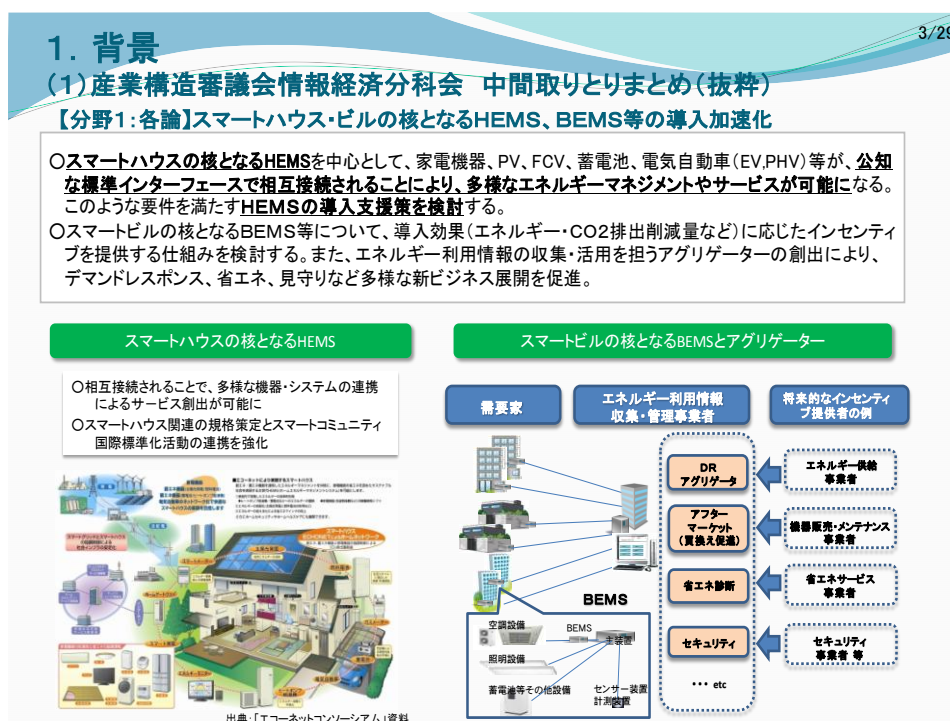 3/29
1. 背景
(1)産業構造審議会情報経済分科会 中間取りとりまとめ(抜粋)
【分野1:各論】スマートハウス・ビルの核となるHEMS、BEMS等の導入加速化
○スマートハウスの核となるHEMSを中心として、家電機器、PV、FCV、蓄電池、電気自動車(EV,PHV)等が、公知
な標準インターフェースで相互接続されることにより、多様なエネルギーマネジメントやサービスが可能になる。
このような要件を満たすHEMSの導入支援策を検討する。
○スマートビルの核となるBEMS等について、導入効果(エネルギー・CO2排出削減量など)に応じたインセンティ
ブを提供する仕組みを検討する。また、エネルギー利用情報の収集・活用を担うアグリゲーターの創出により、
デマンドレスポンス、省エネ、見守りなど多様な新ビジネス展開を促進。
スマートハウスの核となるHEMS
○相互接続されることで、多様な機器・システムの連携
によるサービス創出が可能に
○スマートハウス関連の規格策定とスマートコミュニティ
国際標準化活動の連携を強化
出典:「エコーネットコンソーシアム」資料
スマートビルの核となるBEMSとアグリゲーター
需要家
エネルギー利用情報
収集・管理事業者
将来的なインセンティ
ブ提供者の例
DR
アグリゲータ
エネルギー供給
事業者
アフター
マーケット
(買換え促進)
機器販売・メンテナンス
事業者
省エネ診断
省エネサービス
事業者
セキュリティ
セキュリティ
事業者 等
・・・ etc
BEMS
空調設備
BEMS
主装置
照明設備
蓄電池等その他設備
センサー装置
計測装置